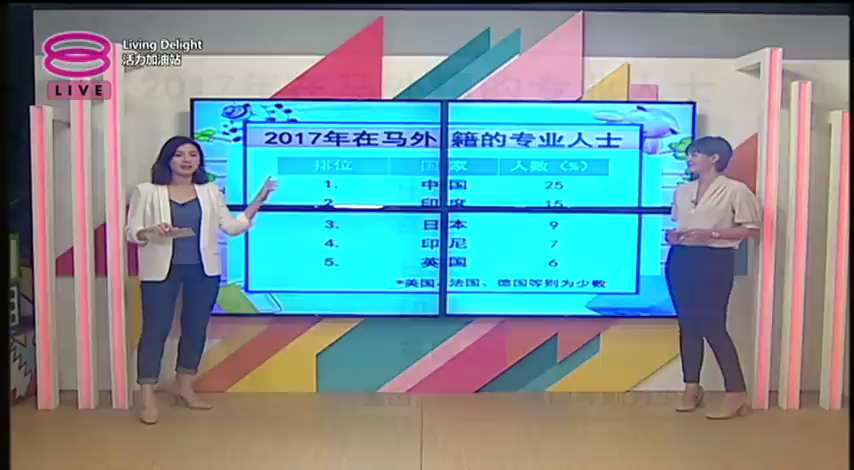 8
Living Delight
活力加油站
LIVE
2017年在马外籍的专业人士
排位 国家 人数 (%)
1. 中国 25
2. 印度 15
3. 日本 9
4. 印尼 7
5. 英国 6
*美国、法国、德国等则为少数